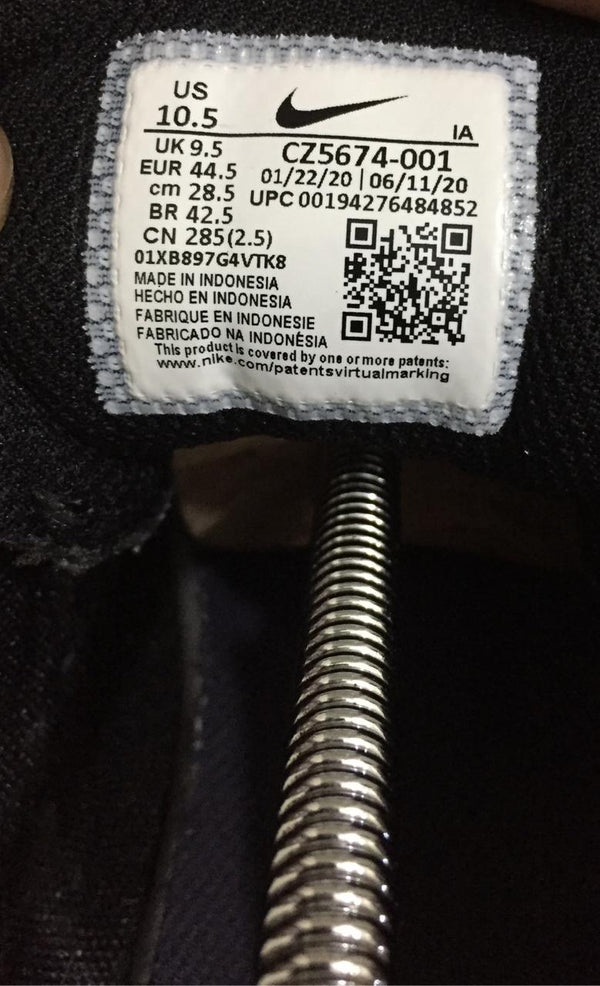 US
10.5
IA
UK 9.5
EUR 44.5
cm 28.5
BR 42.5
CN 285(2.5)
CZ5674-001
01/22/20 | 06/11/20
UPC 00194276484852
01XB897G4VTK8
MADE IN INDONESIA
HECHO EN INDONESIA
FABRIQUE EN INDONESIE
FABRICADO NA INDONÉSIA
This product is covered by one or more patents:
www.nike.com/patentsvirtualmarking